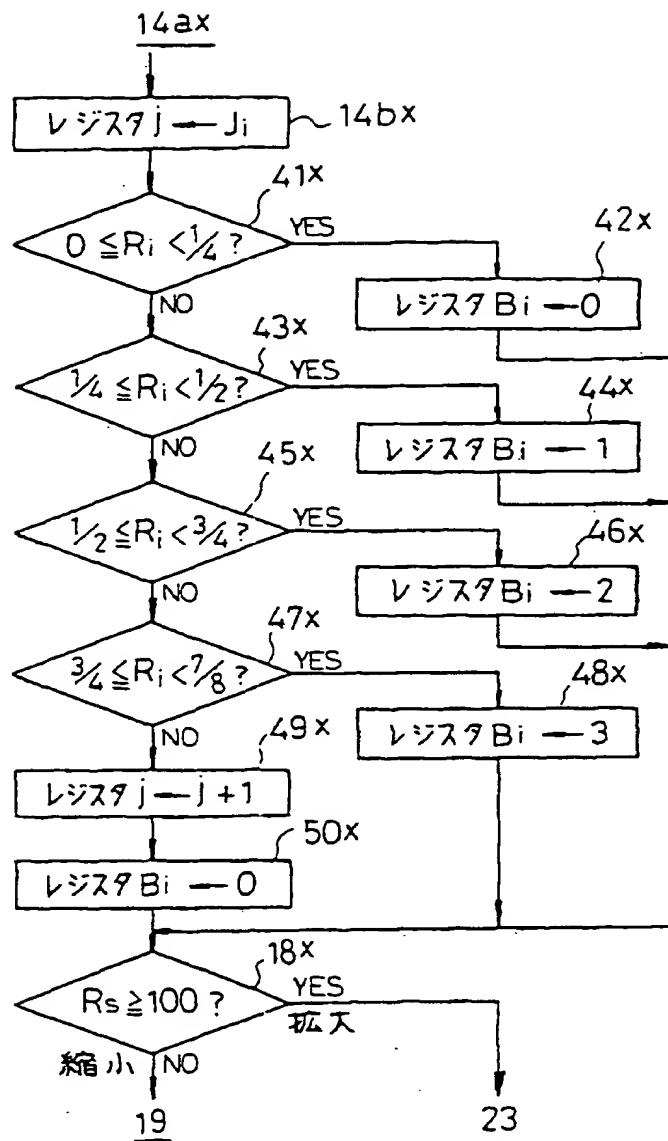 14ax
レジスタj ← Ji
14bx
41x
0 ≦ Ri < 1/4 ?
YES
NO
42x
レジスタBi ← 0
43x
1/4 ≦ Ri < 1/2 ?
YES
NO
44x
レジスタBi ← 1
45x
1/2 ≦ Ri < 3/4 ?
YES
NO
46x
レジスタBi ← 2
47x
3/4 ≦ Ri < 7/8 ?
YES
NO
48x
レジスタBi ← 3
49x
レジスタj ← j+1
50x
レジスタBi ← 0
18x
Rs ≧ 100 ?
YES
拡大
縮小 NO
19
23